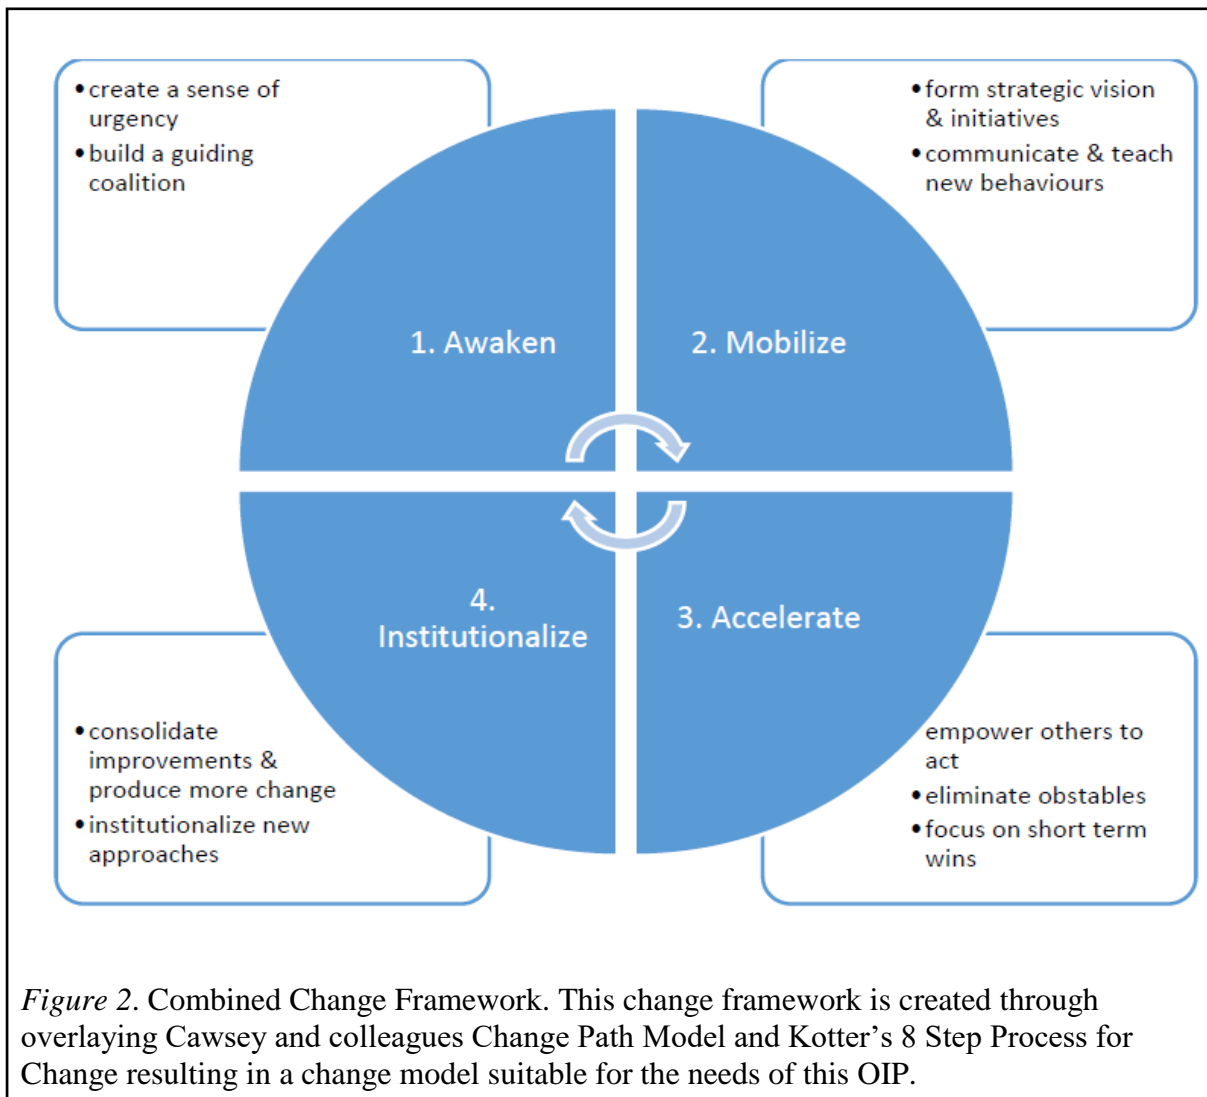 • create a sense of
urgency
• build a guiding
coalition
• form strategic vision
& initiatives
• communicate & teach
new behaviours
1. Awaken
2. Mobilize
4.
Institutionalize
3. Accelerate
• consolidate
improvements &
produce more change
• institutionalize new
approaches
empower others to
act
• eliminate obstables
• focus on short term
wins
Figure 2. Combined Change Framework. This change framework is created through
overlaying Cawsey and colleagues Change Path Model and Kotter’s 8 Step Process for
Change resulting in a change model suitable for the needs of this OIP.